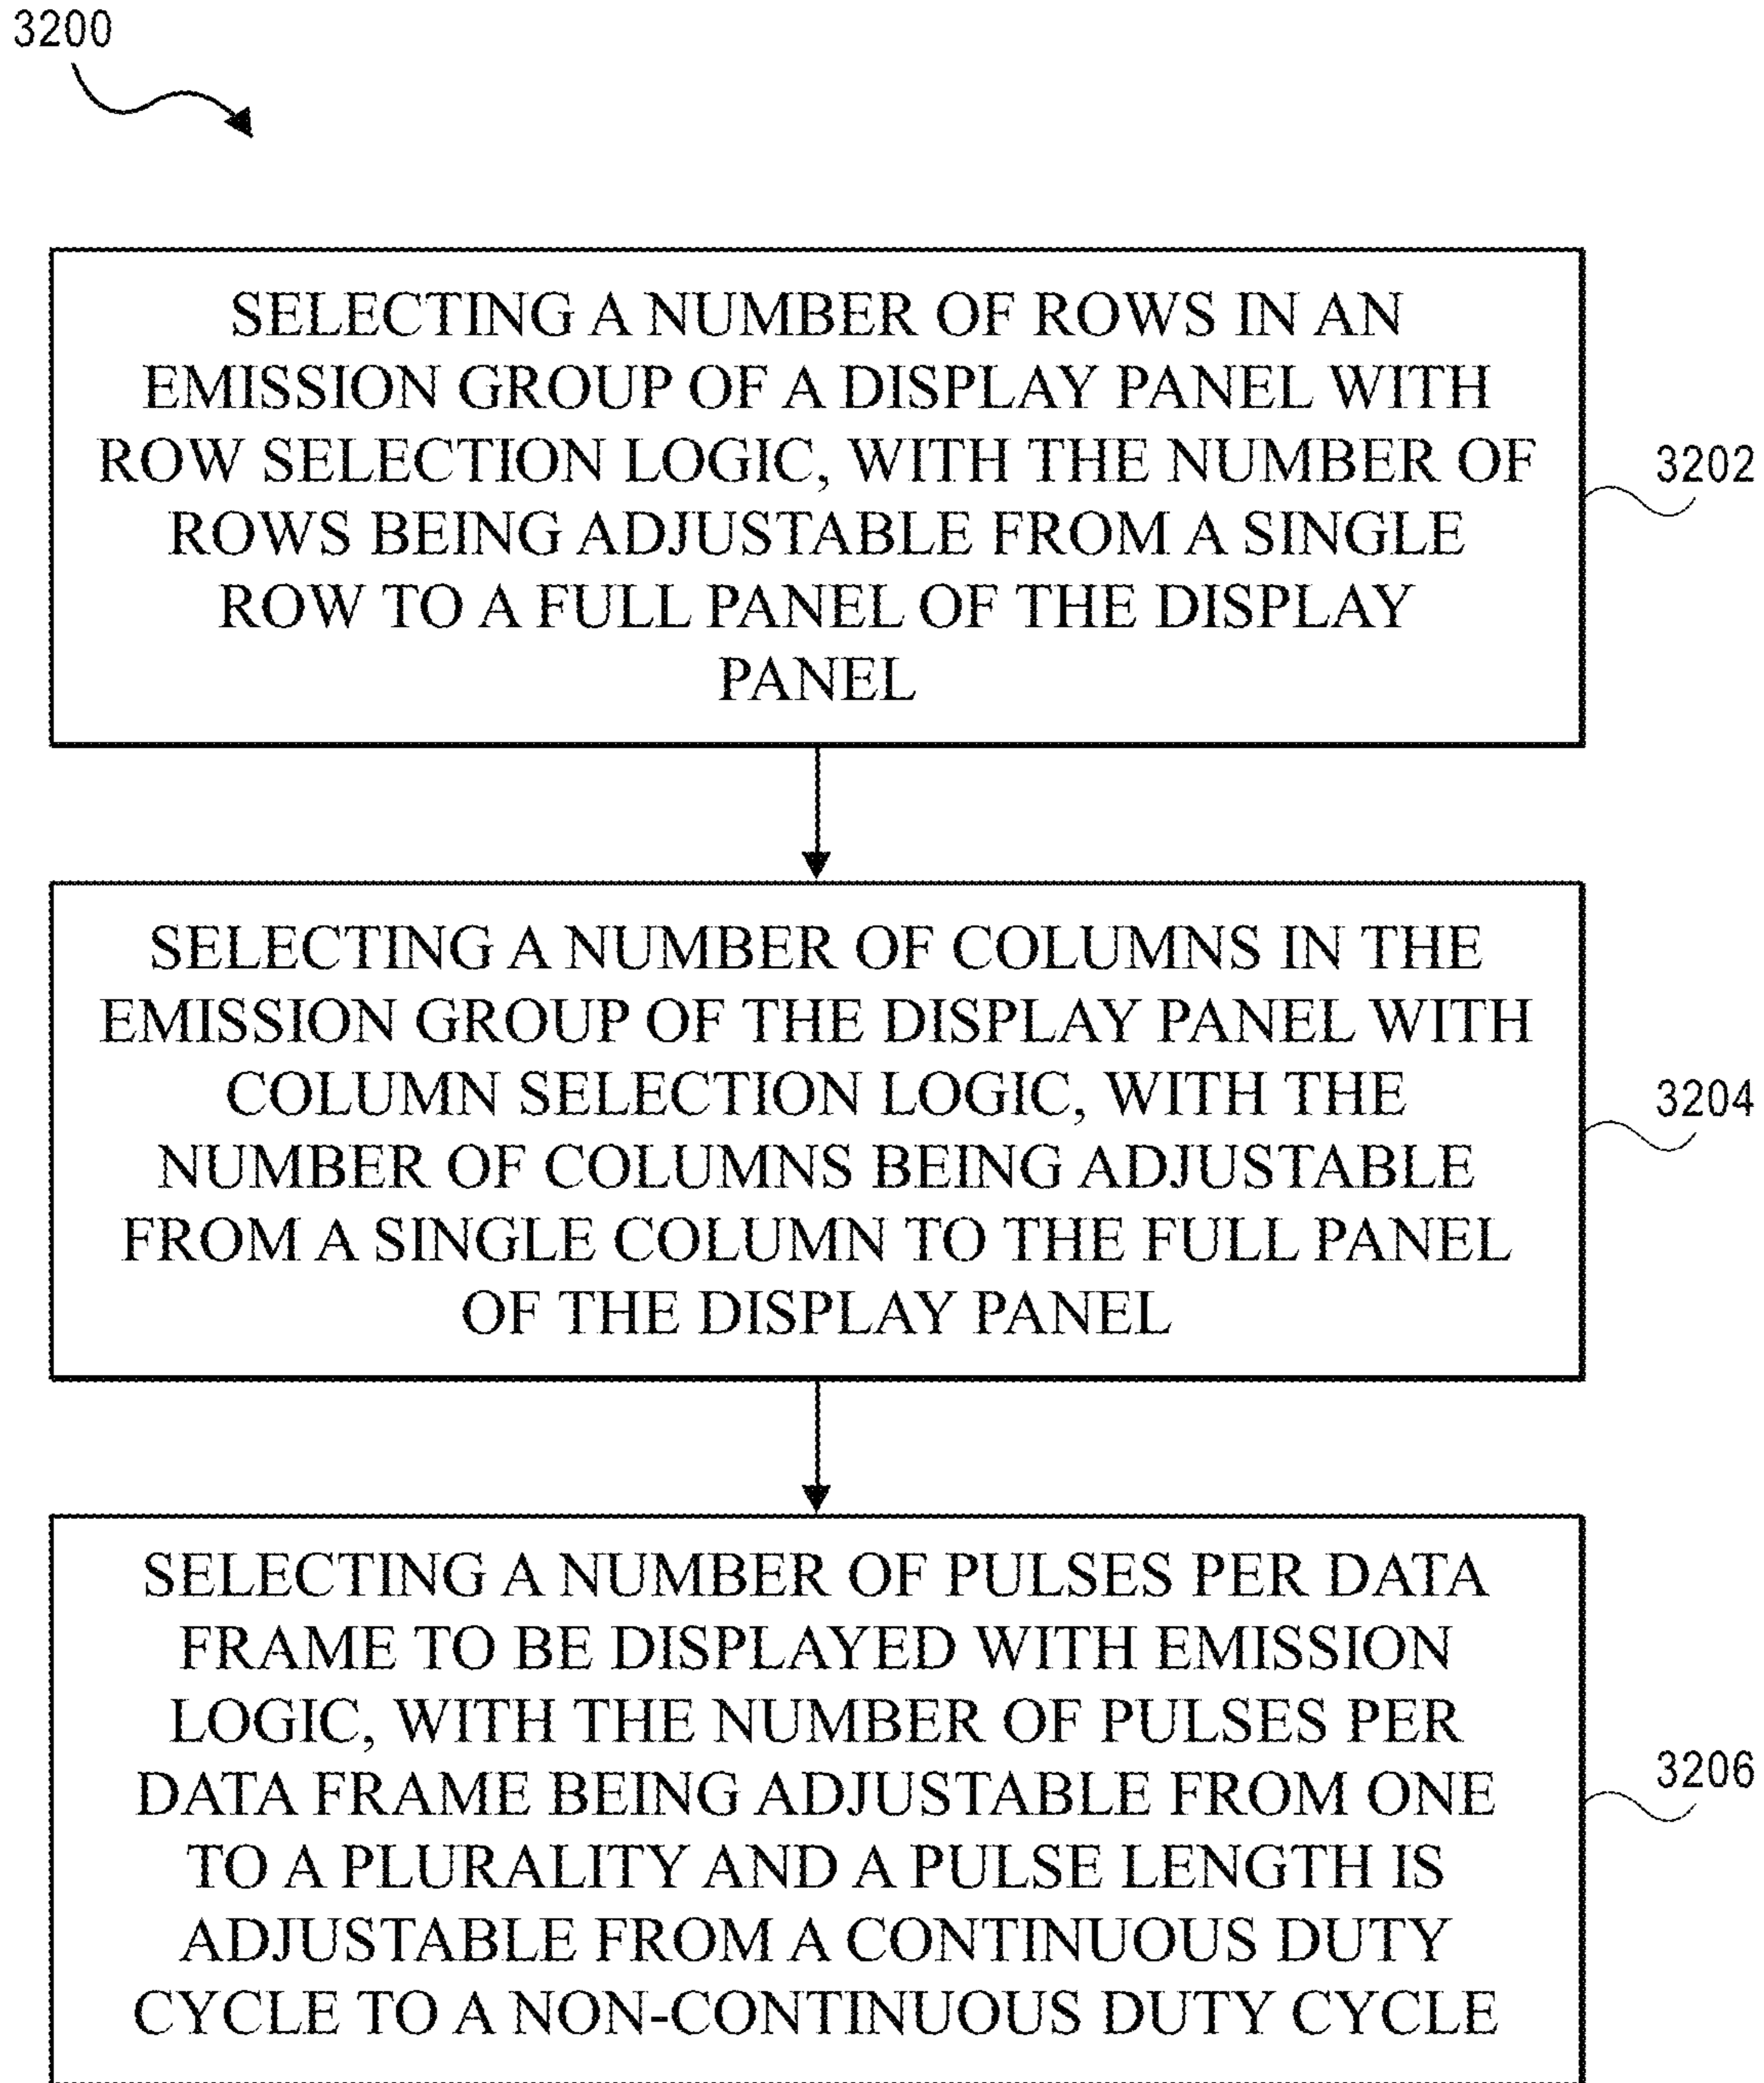 3200
SELECTING A NUMBER OF ROWS IN AN
EMISSION GROUP OF A DISPLAY PANEL WITH
ROW SELECTION LOGIC, WITH THE NUMBER OF
ROWS BEING ADJUSTABLE FROM A SINGLE
ROW TO A FULL PANEL OF THE DISPLAY
PANEL
3202
SELECTING A NUMBER OF COLUMNS IN THE
EMISSION GROUP OF THE DISPLAY PANEL WITH
COLUMN SELECTION LOGIC, WITH THE
NUMBER OF COLUMNS BEING ADJUSTABLE
FROM A SINGLE COLUMN TO THE FULL PANEL
OF THE DISPLAY PANEL
3204
SELECTING A NUMBER OF PULSES PER DATA
FRAME TO BE DISPLAYED WITH EMISSION
LOGIC, WITH THE NUMBER OF PULSES PER
DATA FRAME BEING ADJUSTABLE FROM ONE
TO A PLURALITY AND A PULSE LENGTH IS
ADJUSTABLE FROM A CONTINUOUS DUTY
CYCLE TO A NON-CONTINUOUS DUTY CYCLE
3206